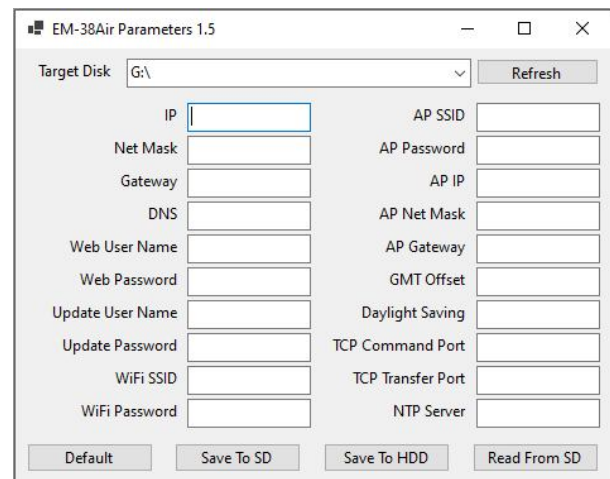 EM-38Air Parameters 1.5
Target Disk G:\ Refresh
IP AP SSID
Net Mask AP Password
Gateway AP IP
DNS AP Net Mask
Web User Name AP Gateway
Web Password GMT Offset
Update User Name Daylight Saving
Update Password TCP Command Port
WiFi SSID TCP Transfer Port
WiFi Password NTP Server
Default Save To SD Save To HDD Read From SD